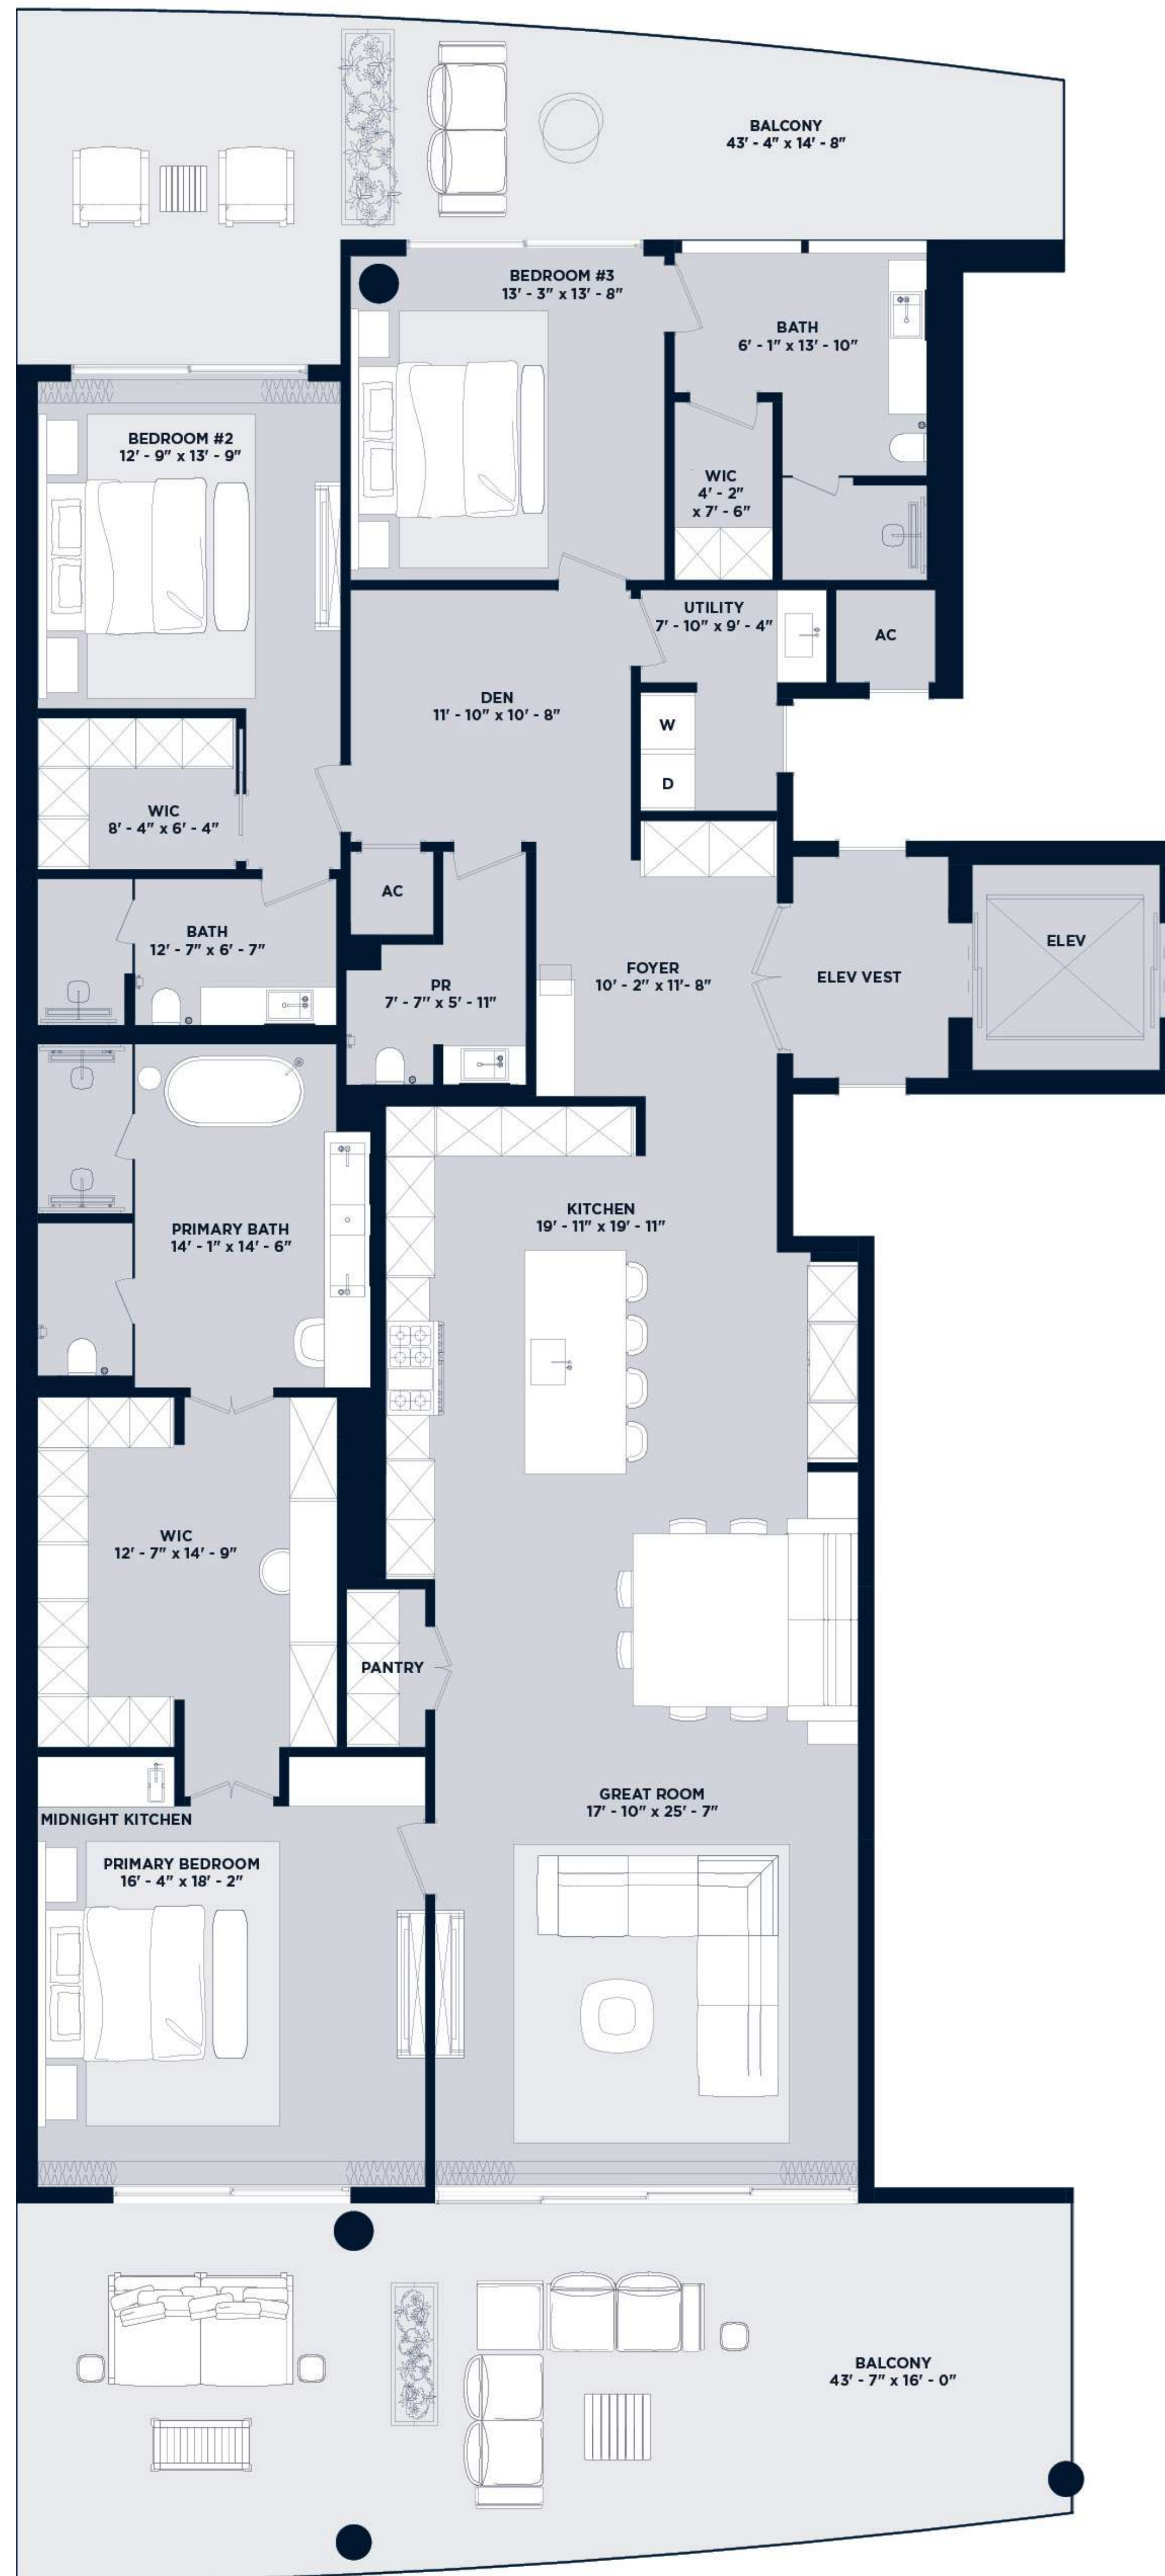 BALCONY
43' - 4" x 14' - 8"
BEDROOM #3
13' - 3" x 13' - 8"
BATH
6' - 1" x 13' - 10"
BEDROOM #2
12' - 9" x 13' - 9"
WIC
4' - 2"
x 7' - 6"
UTILITY
7' - 10" x 9' - 4"
AC
DEN
11' - 10" x 10' - 8"
W
D
WIC
8' - 4" x 6' - 4"
AC
BATH
12' - 7" x 6' - 7"
PR
7' - 7" x 5' - 11"
FOYER
10' - 2" x 11'- 8"
ELEV VEST
ELEV
KITCHEN
19' - 11" x 19' - 11"
PRIMARY BATH
14' - 1" x 14' - 6"
WIC
12' - 7" x 14' - 9"
PANTRY
GREAT ROOM
17' - 10" x 25' - 7"
MIDNIGHT KITCHEN
PRIMARY BEDROOM
16' - 4" x 18' - 2"
BALCONY
43' - 7" x 16' - 0"